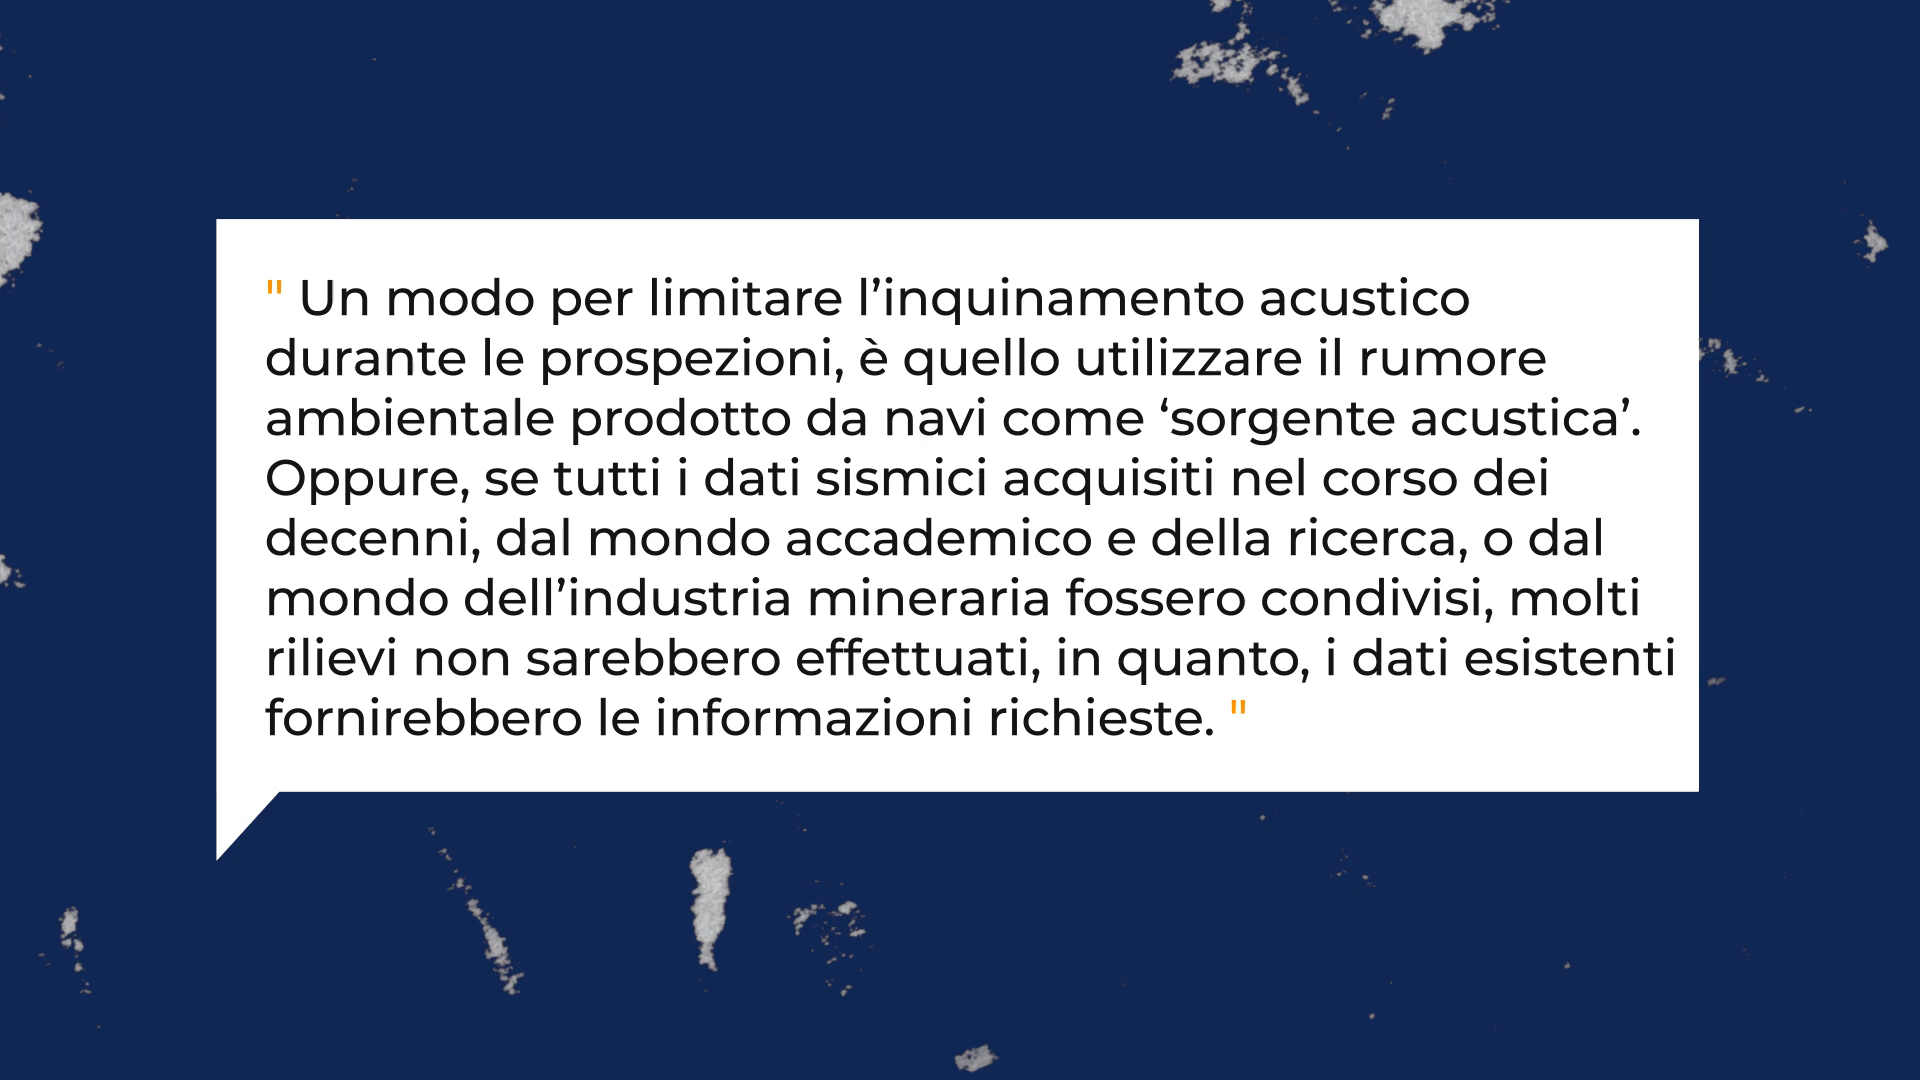 " Un modo per limitare l’inquinamento acustico
durante le prospezioni, è quello utilizzare il rumore
ambientale prodotto da navi come ‘sorgente acustica’.
Oppure, se tutti i dati sismici acquisiti nel corso dei
decenni, dal mondo accademico e della ricerca, o dal
mondo dell’industria mineraria fossero condivisi, molti
rilievi non sarebbero effettuati, in quanto, i dati esistenti
fornirebbero le informazioni richieste. "